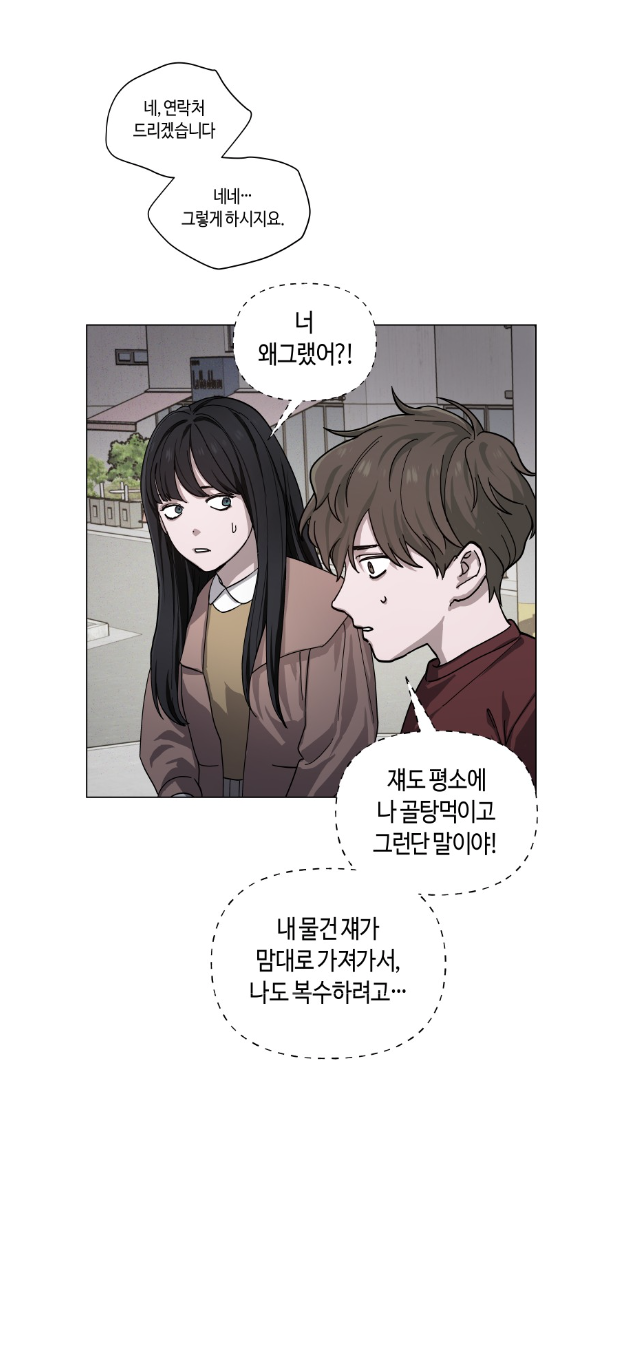 네, 연락처
드리겠습니다
네네…
그렇게 하시지요.
너
왜그랬어?!
쟤도 평소에
나 골탕먹이고
그런단 말이야!
내 물건 쟤가
맘대로 가져가서,
나도 복수하려고…